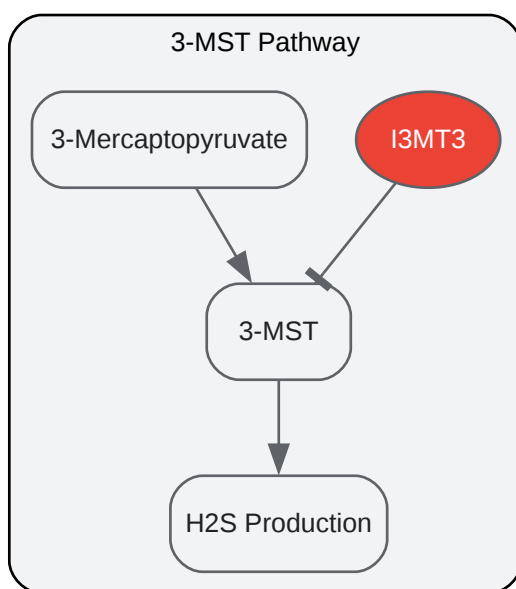 3-MST Pathway
3-Mercaptopyruvate
I3MT3
3-MST
H2S Production